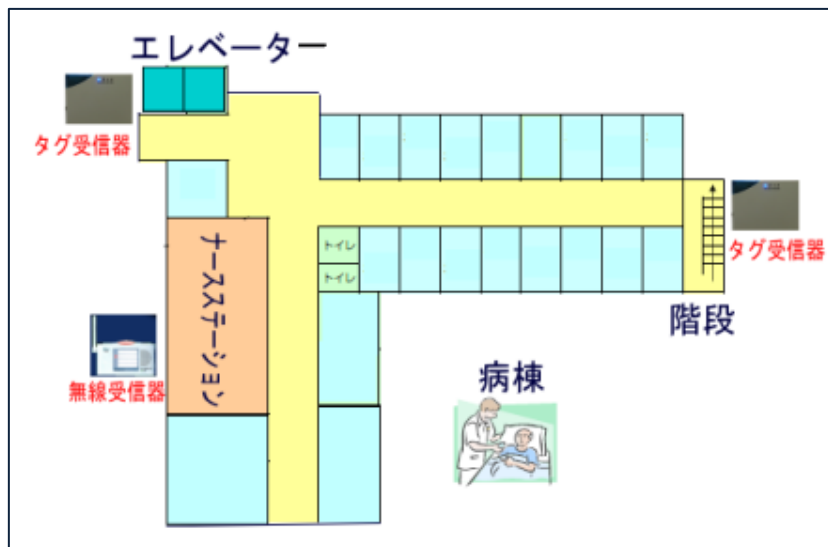 エレベーター
タグ受信器
トイレ
トイレ
ナースステーション
タグ受信器
階段
無線受信器
病棟